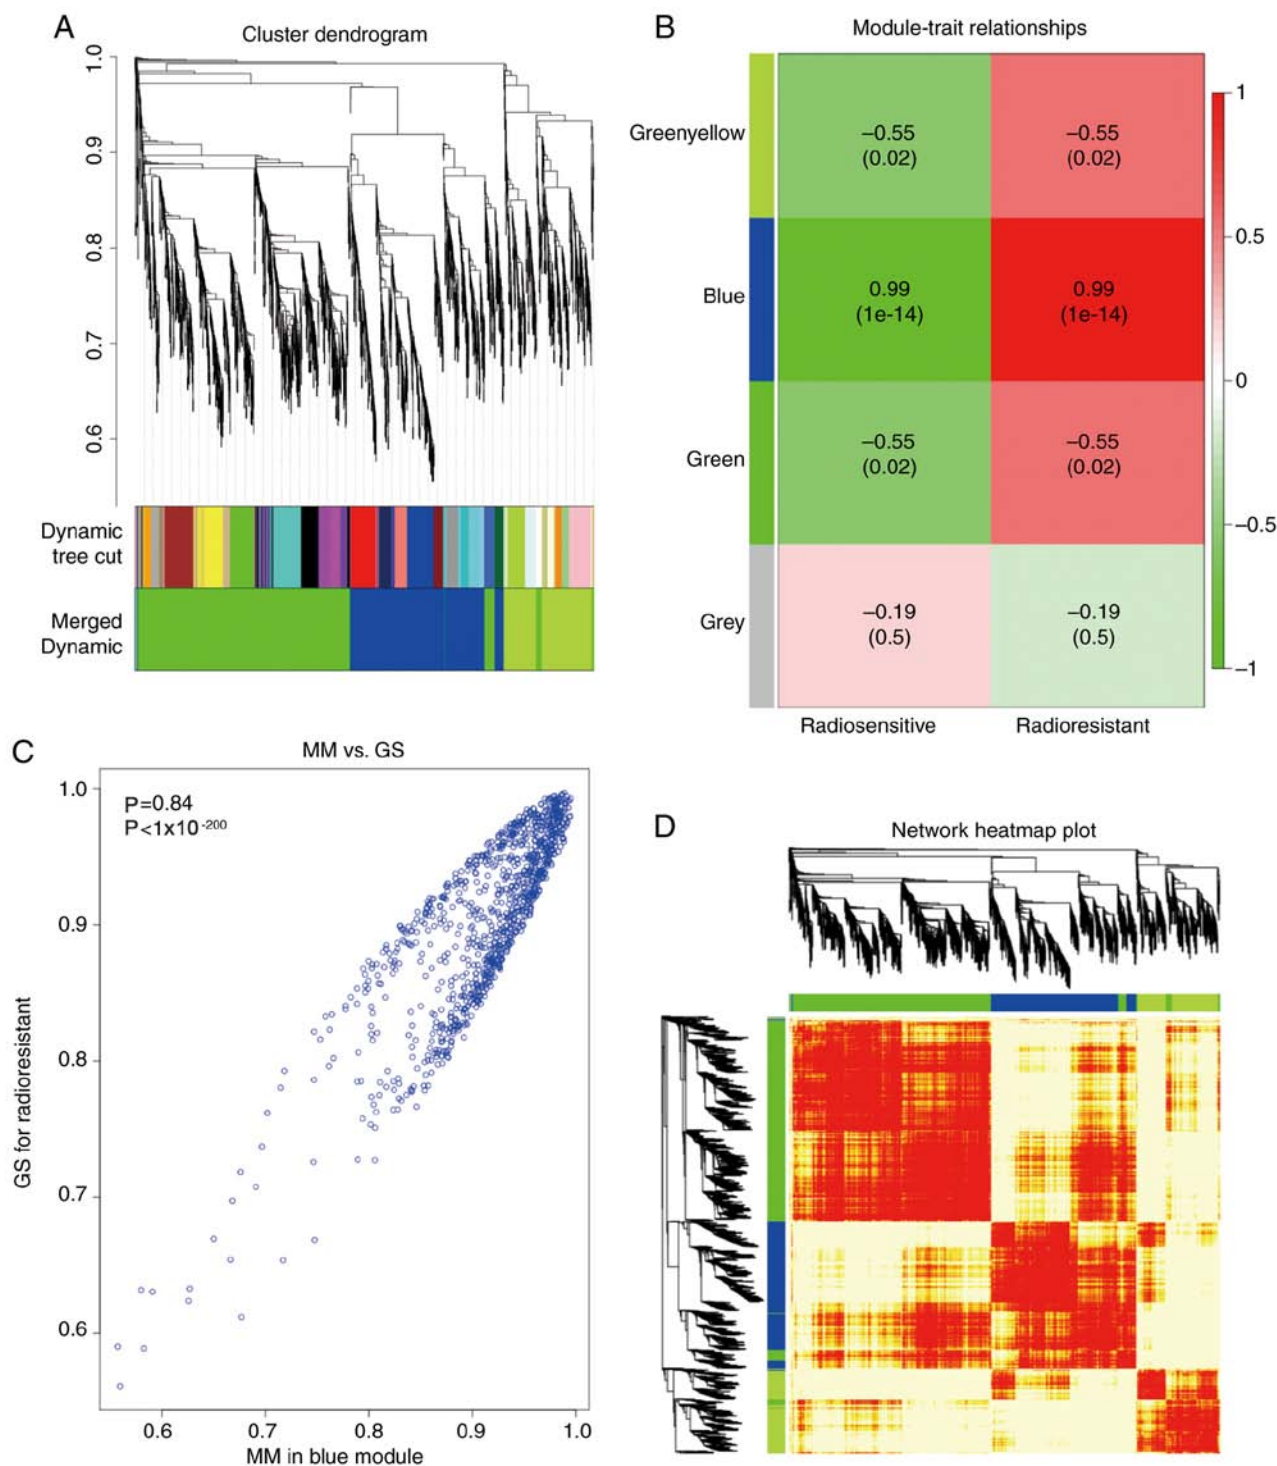 A
Cluster dendrogram
1.0
0.9
0.8
0.7
0.6
Dynamic
tree cut
Merged
Dynamic
B
Module-trait relationships
Greenyellow
−0.55
(0.02)
−0.55
(0.02)
Blue
0.99
(1e-14)
0.99
(1e-14)
Green
−0.55
(0.02)
−0.55
(0.02)
Grey
−0.19
(0.5)
−0.19
(0.5)
Radiosensitive
Radioresistant
1
0.5
0
−0.5
−1
C
MM vs. GS
P=0.84
P<1x10-200
GS for radioresistant
1.0
0.9
0.8
0.7
0.6
0.6
0.7
0.8
0.9
1.0
MM in blue module
D
Network heatmap plot